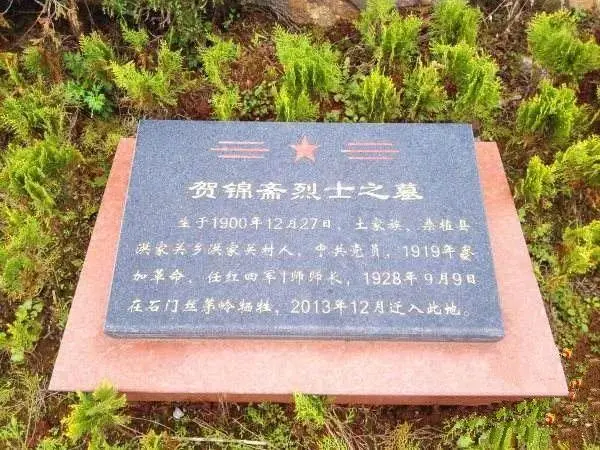 贺锦斋烈士之墓
生于1900年12月27日，土家族，桑植县
洪家关乡洪家关村人，中共党员，1919年参
加革命，任红四军1师师长，1928年9月9日
在石门丝茅岭牺牲，2013年12月迁入此地。